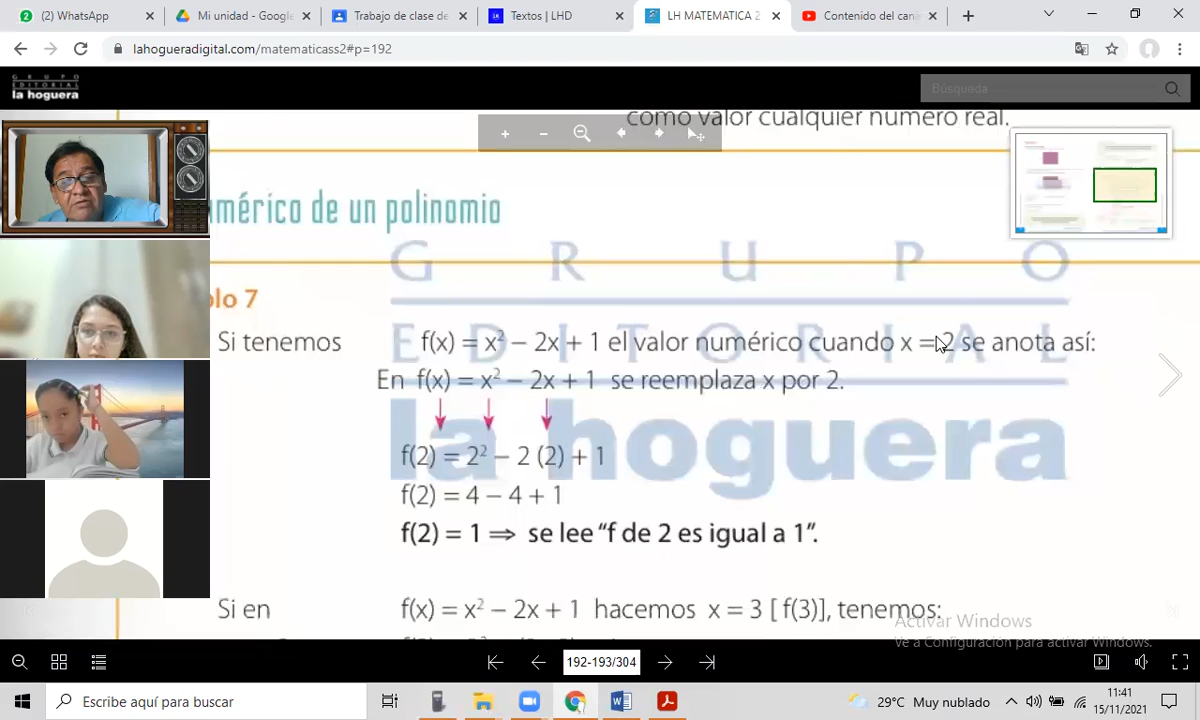 (2) WhatsApp
Mi unidad - Google
Trabajo de clase de
Textos | LHD
LH MATEMATICA 2
Contenido del cana
lahogueradigital.com/matematicass2#p=192
GRUPO
EDITORIAL
la hoguera
Búsqueda
como valor cualquier número real.
umérico de un polinomio
GRUPO
plo 7
EDITORIAL
Si tenemos f(x) = x² − 2x + 1 el valor numérico cuando x = 2 se anota así:
En f(x) = x² − 2x + 1 se reemplaza x por 2.
la hoguera
f(2) = 2² − 2 (2) + 1
f(2) = 4 − 4 + 1
f(2) = 1 ⇒ se lee “f de 2 es igual a 1”.
Si en f(x) = x² − 2x + 1 hacemos x = 3 [ f(3)], tenemos:
Activar Windows
Ve a Configuración para activar Windows.
192-193/304
Escribe aquí para buscar
29°C Muy nublado
11:41
15/11/2021